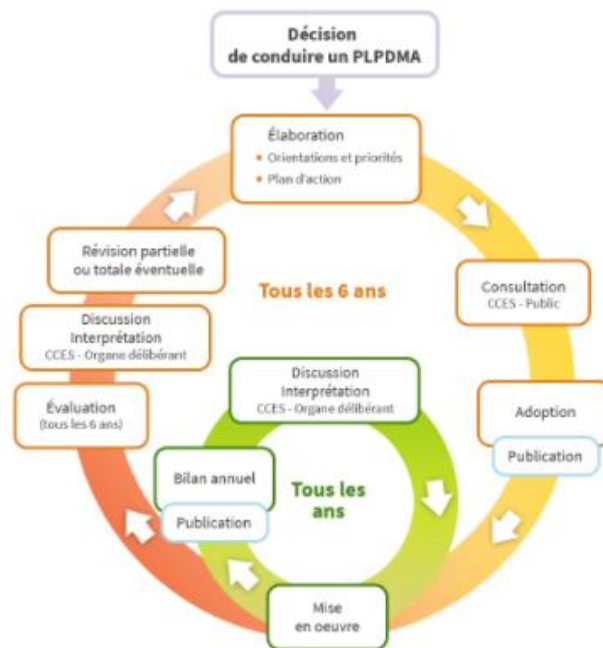 Décision
de conduire un PLPDMA
Élaboration
• Orientations et priorités
• Plan d'action
Révision partielle
ou totale éventuelle
Tous les 6 ans
Consultation
CCES - Public
Discussion
Interprétation
CCES - Organe délibérant
Discussion
Interprétation
CCES - Organe délibérant
Évaluation
(tous les 6 ans)
Adoption
Publication
Bilan annuel
Publication
Tous les
ans
Mise
en oeuvre